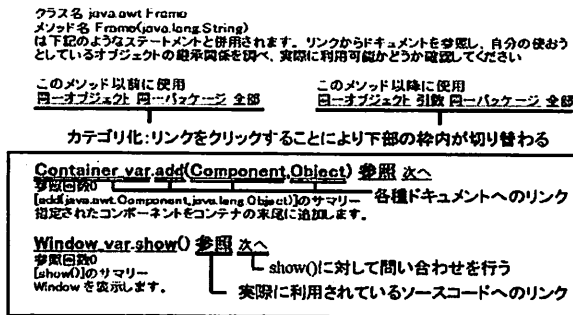 クラス名 java.awt Frame
メソッド名 Frame(java.lang.String)
は下記のようなステートメントと併用されます。リンクからドキュメントを参照し、自分の使おう
としているオブジェクトの継承関係を調べ、実際に利用可能かどうか確認してください
このメソッド以前に使用
同一オブジェクト 同一パッケージ 全部
このメソッド以降に使用
同一オブジェクト 引数 同一パッケージ 全部
カテゴリ化:リンクをクリックすることにより下部の枠内が切り替わる
Container_var.add(Component,Object) 参照 次へ
参照回数0
各種ドキュメントへのリンク
[add(java.awt.Component,java.lang.Object)]のサマリー
指定されたコンポーネントをコンテナの末尾に追加します。
Window_var.show() 参照 次へ
参照回数0
[show()]のサマリー
Window を表示します。
show()に対して問い合わせを行う
実際に利用されているソースコードへのリンク